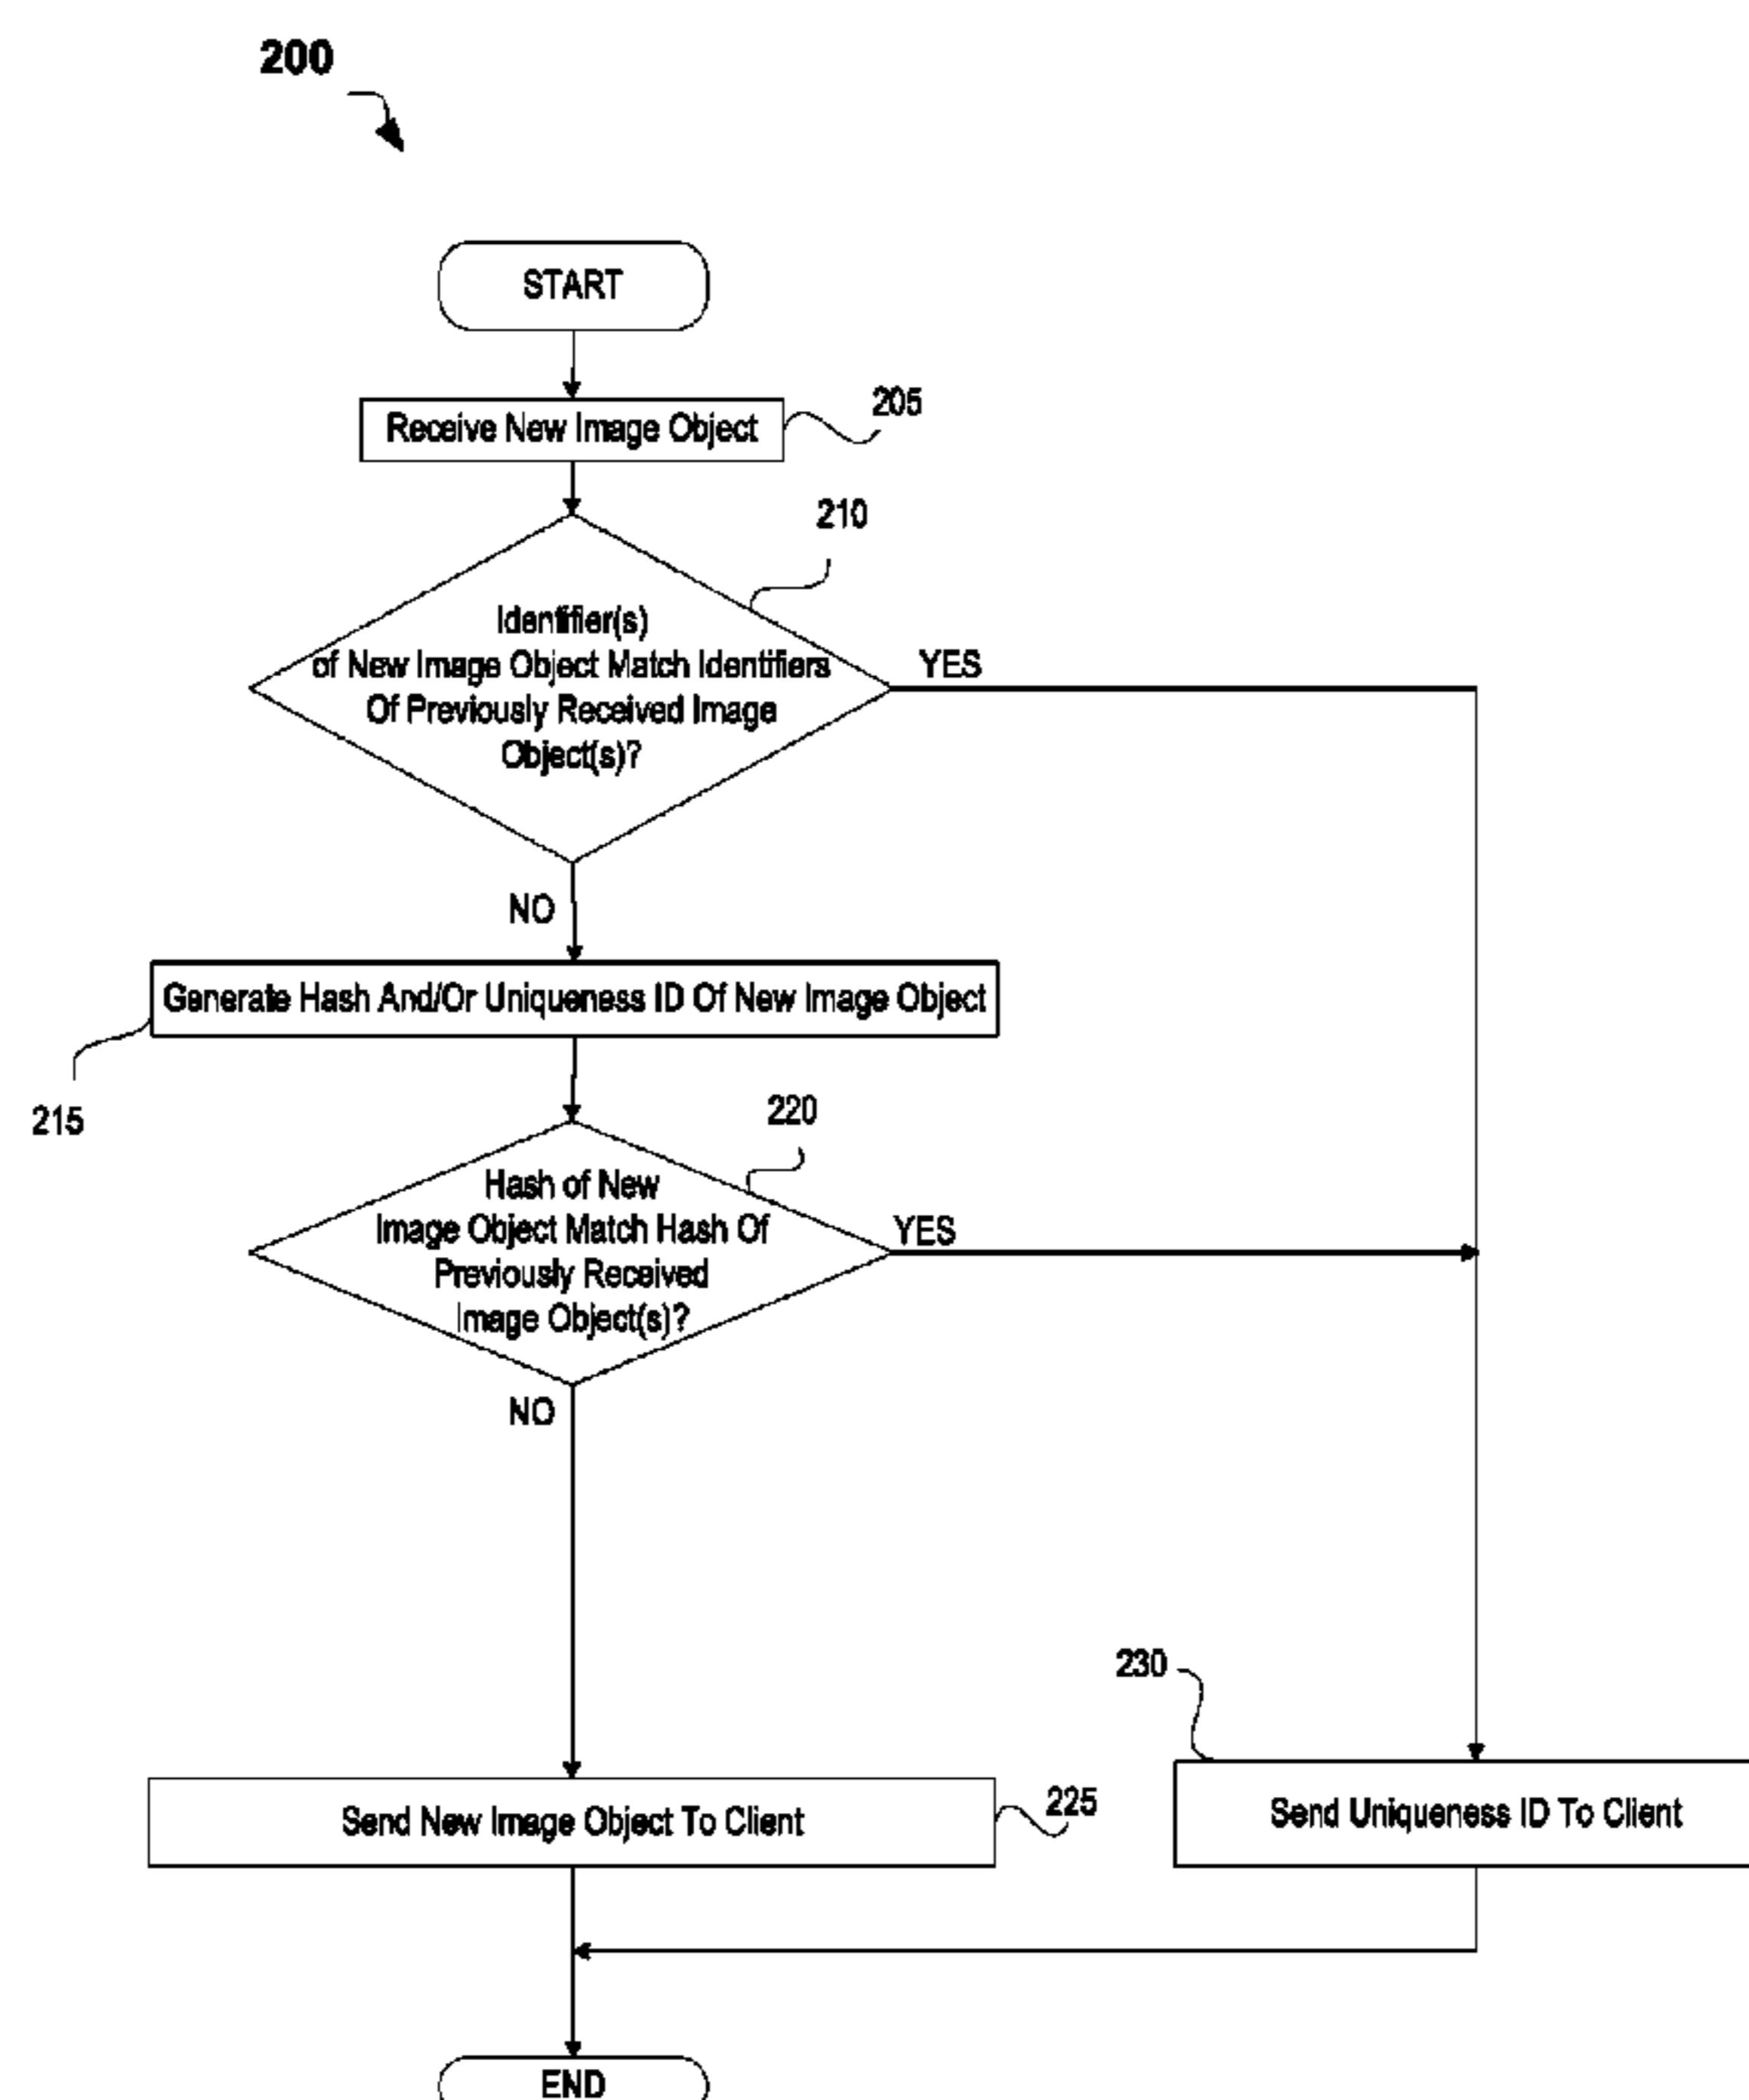 200
START
Receive New Image Object
205
210
Identifier(s)
of New Image Object Match Identifiers
Of Previously Received Image
Object(s)?
YES
NO
Generate Hash And/Or Uniqueness ID Of New Image Object
215
220
Hash of New
Image Object Match Hash Of
Previously Received
Image Object(s)?
YES
NO
230
Send New Image Object To Client
225
Send Uniqueness ID To Client
END